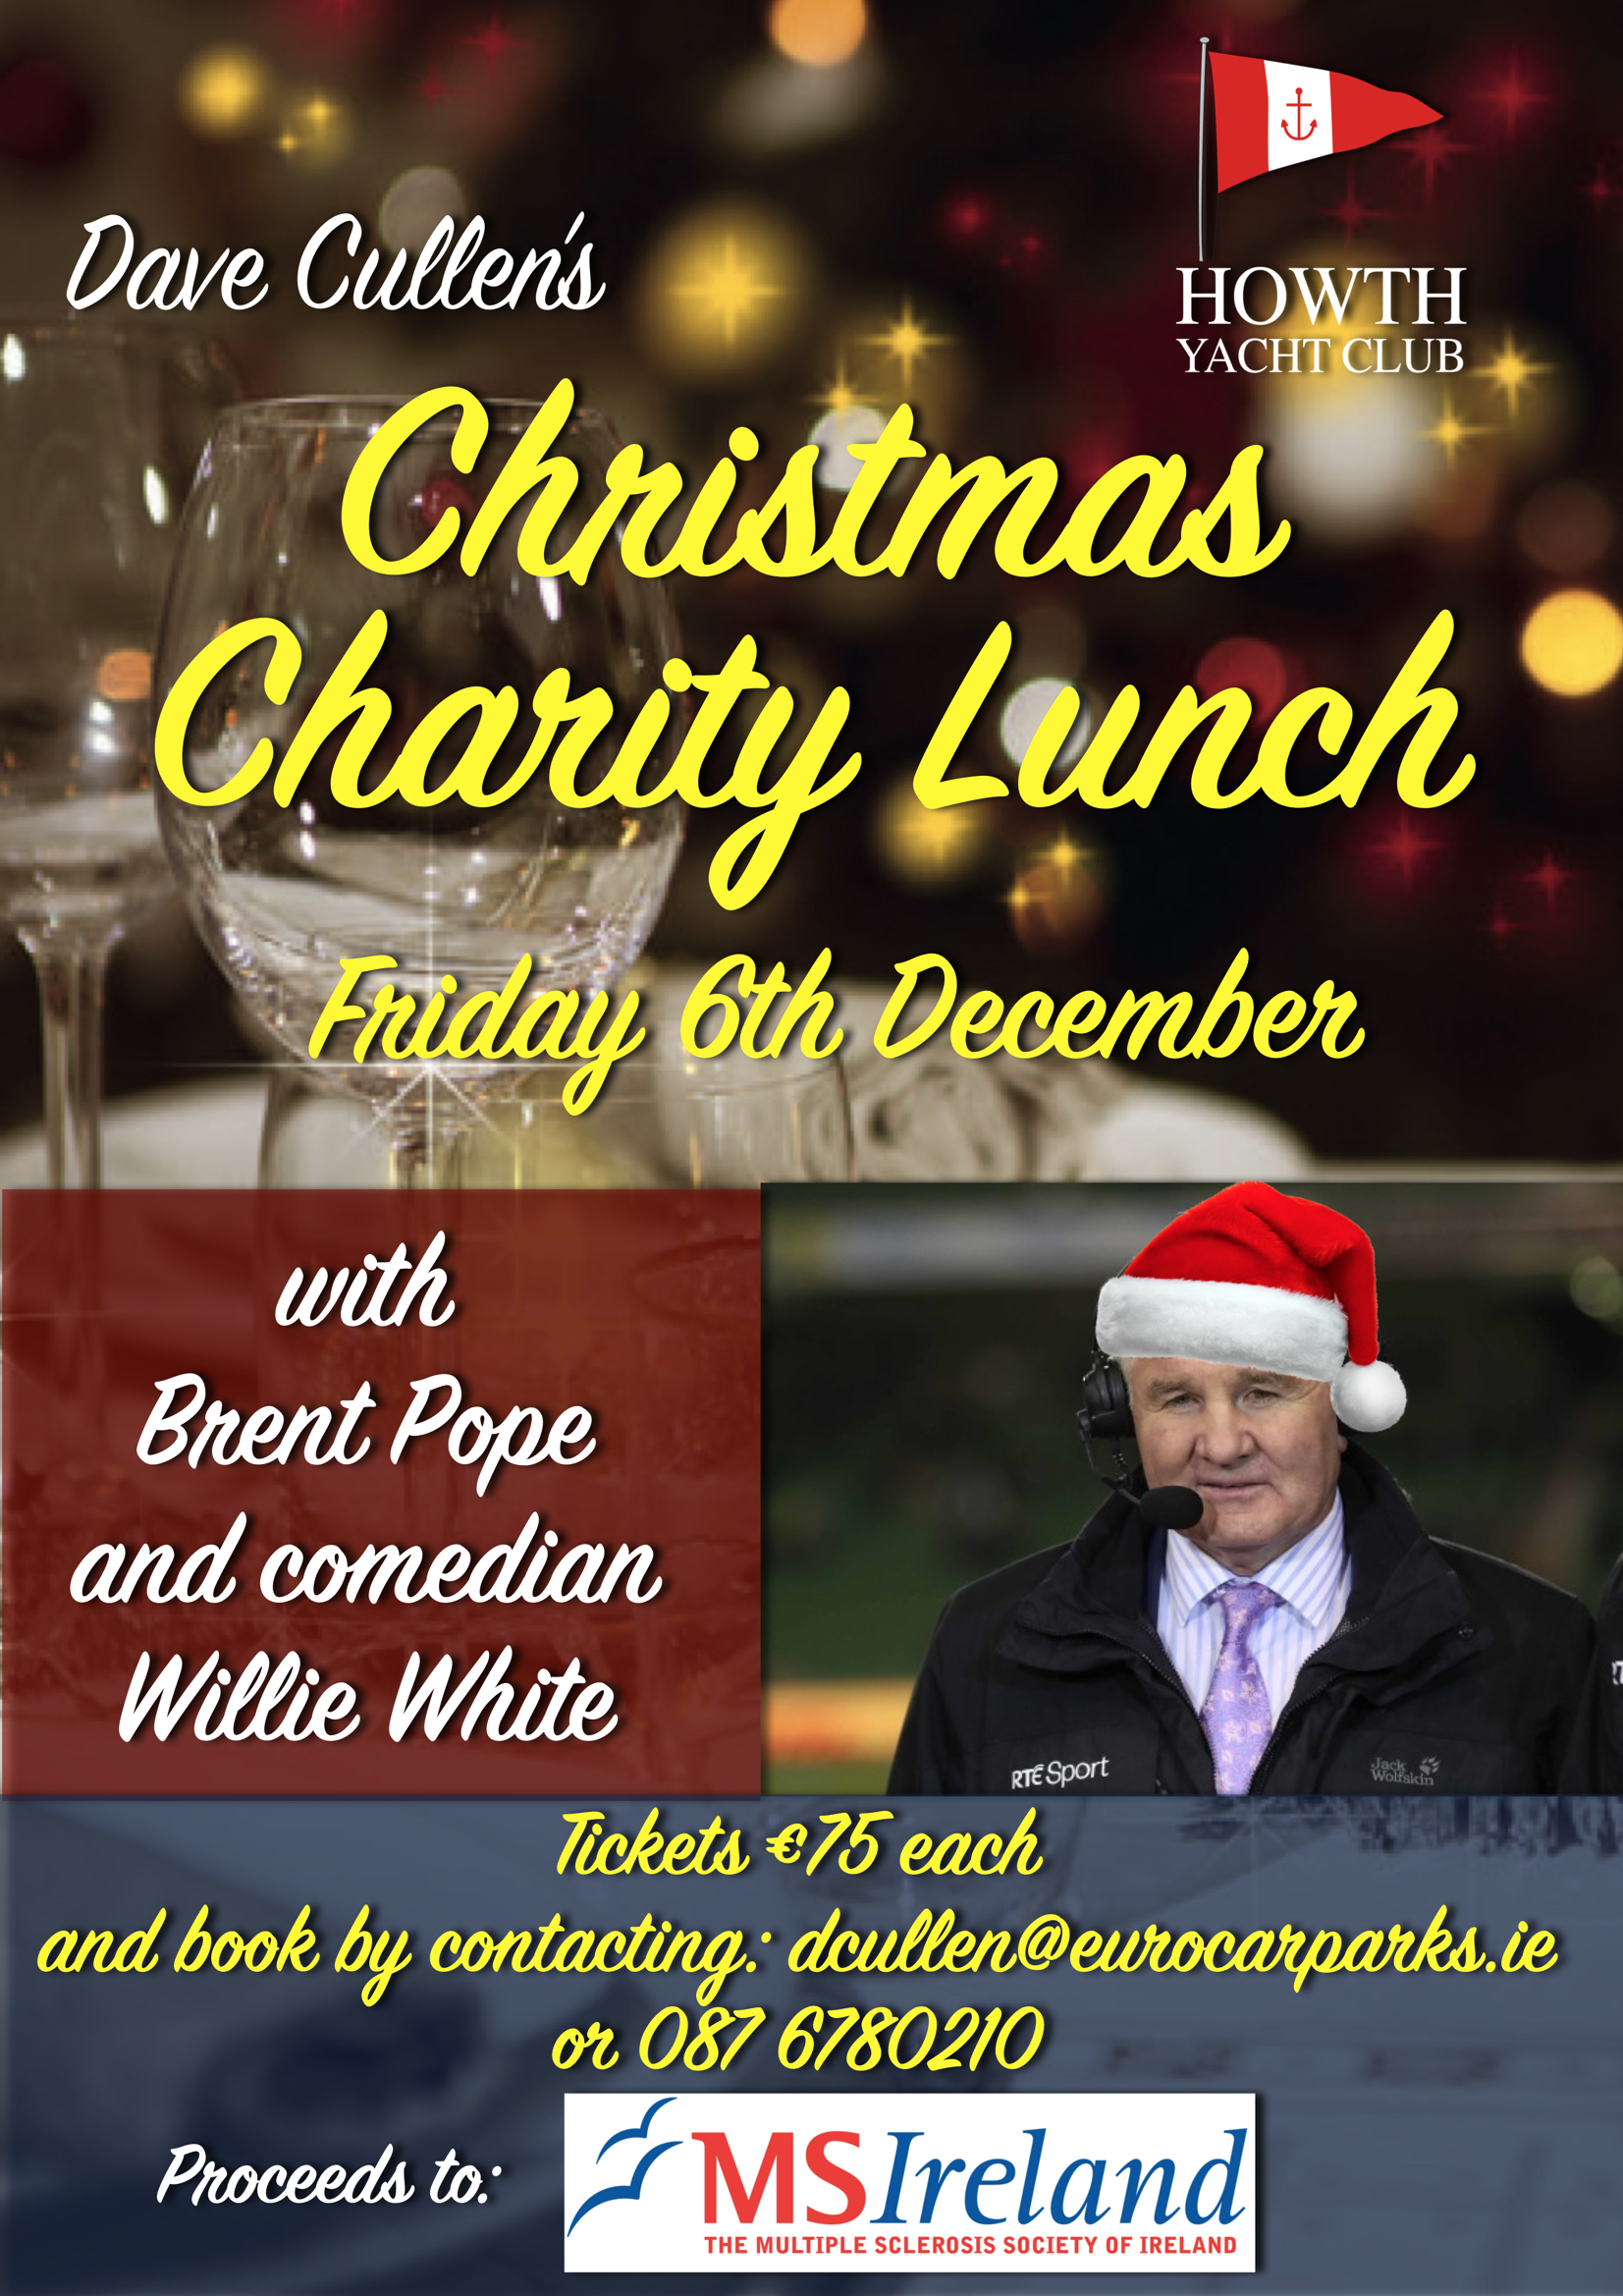 HOWTH
YACHT CLUB
Dave Cullen's
Christmas
Charity Lunch
Friday 6th December
with
Brent Pope
and comedian
Willie White
RTÉ Sport
Jack
Wolfskin
Tickets €75 each
and book by contacting: dcullen@eurocarparks.ie
or 087 6780210
Proceeds to:
MSIreland
THE MULTIPLE SCLEROSIS SOCIETY OF IRELAND